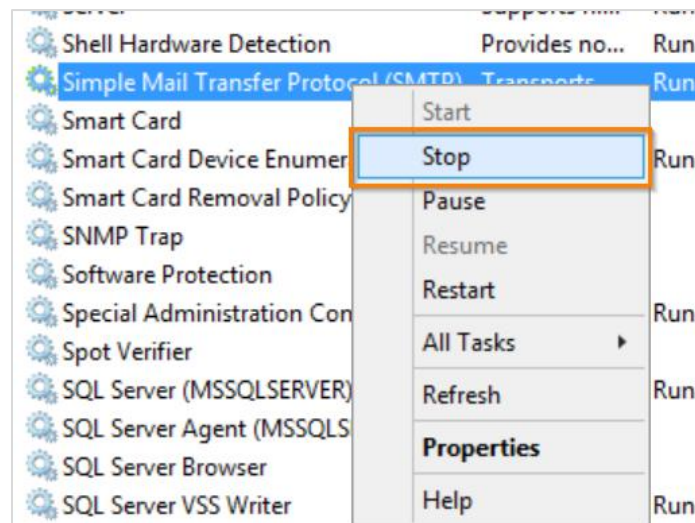 Shell Hardware Detection Provides no... Run
Simple Mail Transfer Protocol (SMTP) Transports Run
Start
Smart Card
Stop
Smart Card Device Enumer Run
Smart Card Removal Policy
Pause
SNMP Trap
Resume
Software Protection
Restart
Special Administration Con Run
All Tasks
Spot Verifier
SQL Server (MSSQLSERVER) Run
Refresh
SQL Server Agent (MSSQLS
Properties
SQL Server Browser
Help
SQL Server VSS Writer Run